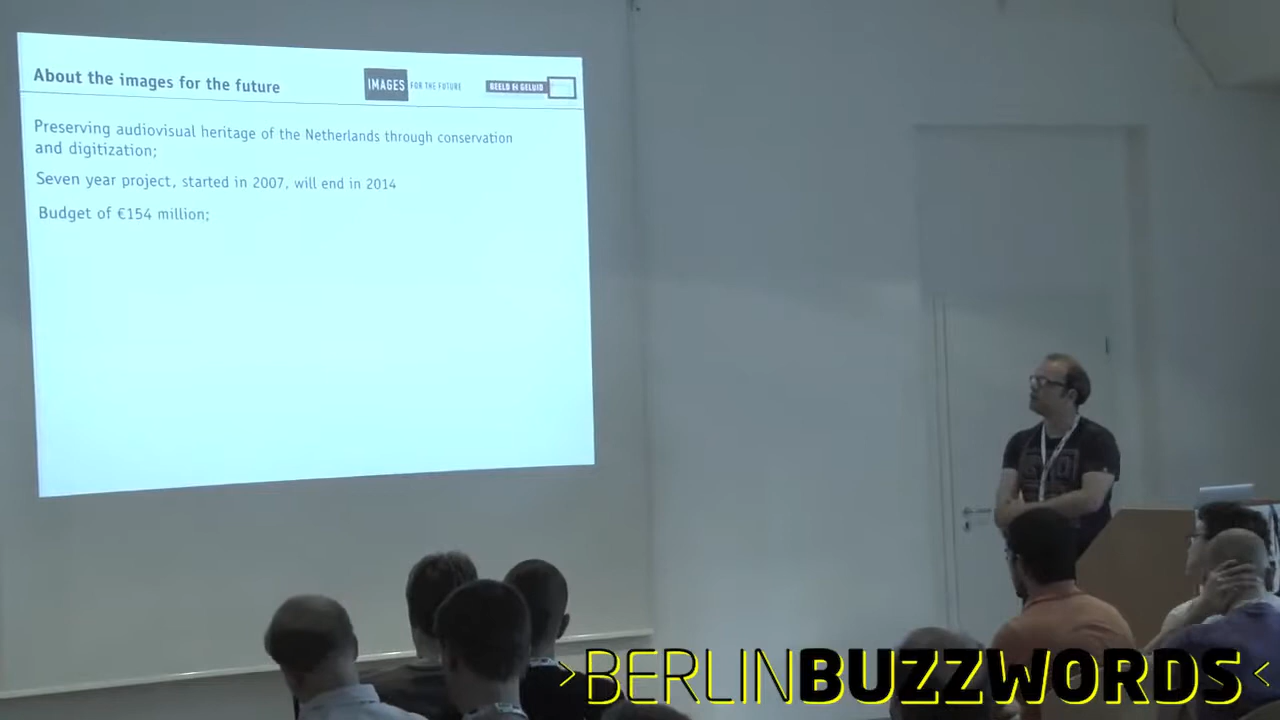 About the images for the future
IMAGES FOR THE FUTURE
BEELD EN GELUID
Preserving audiovisual heritage of the Netherlands through conservation
and digitization;
Seven year project, started in 2007, will end in 2014
Budget of €154 million;
>BERLINBUZZWORDS<